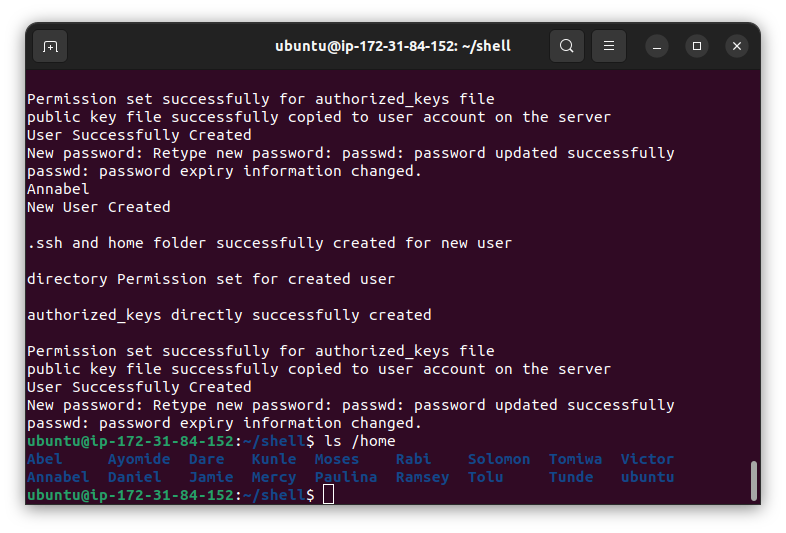 ubuntu@ip-172-31-84-152: ~/shell
Permission set successfully for authorized_keys file
public key file successfully copied to user account on the server
User Successfully Created
New password: Retype new password: passwd: password updated successfully
passwd: password expiry information changed.
Annabel
New User Created
.ssh and home folder successfully created for new user
directory Permission set for created user
authorized_keys directly successfully created
Permission set successfully for authorized_keys file
public key file successfully copied to user account on the server
User Successfully Created
New password: Retype new password: passwd: password updated successfully
passwd: password expiry information changed.
ubuntu@ip-172-31-84-152:~/shell$ ls /home
Abel     Ayomide  Dare   Kunle  Moses    Rabi    Solomon  Tomiwa  Victor
Annabel  Daniel   Jamie  Mercy  Paulina  Ramsey  Tolu     Tunde   ubuntu
ubuntu@ip-172-31-84-152:~/shell$